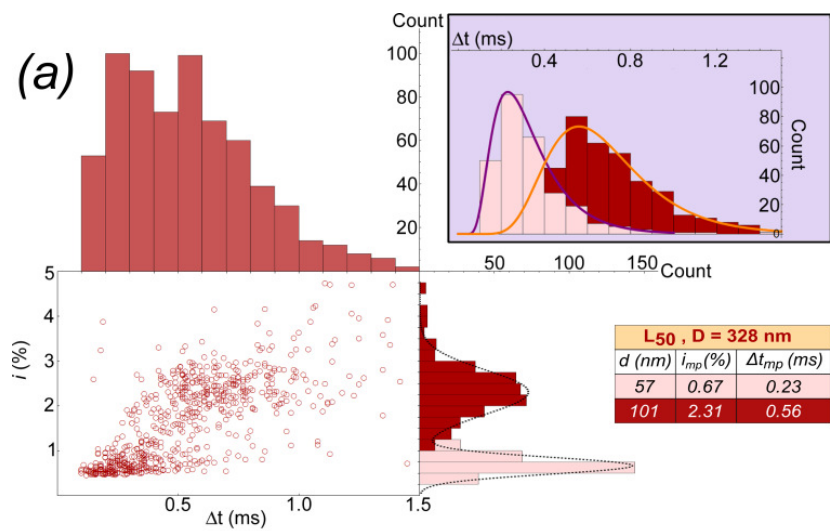 (a)
Count
100
80
60
40
20
Δt (ms)
0.4 0.8 1.2
Count
100
80
60
40
20
0
0
50 100 150 Count
5
4
3
2
1
i (%)
0.5 1.0 1.5
Δt (ms)
L50 , D = 328 nm
d (nm) imp(%) Δtmp (ms)
57 0.67 0.23
101 2.31 0.56